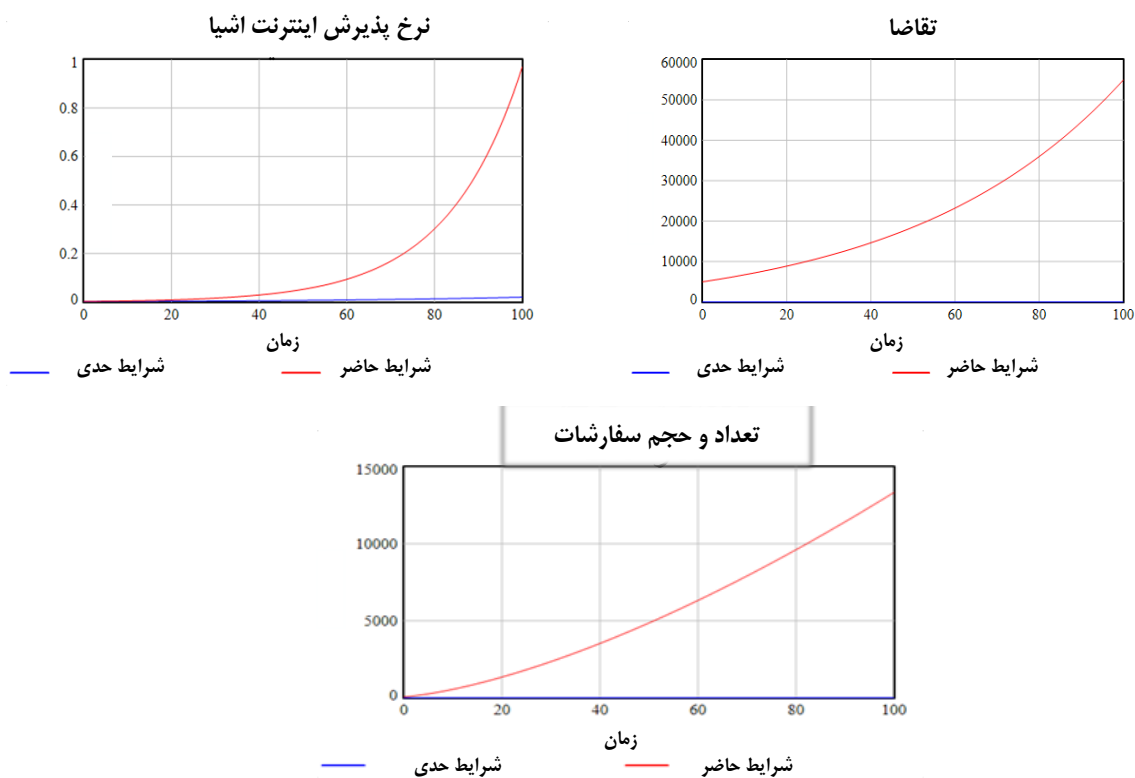 نرخ پذیرش اینترنت اشیا
1
0.8
0.6
0.4
0.2
0
0 20 40 60 80 100
زمان
شرایط حاضر شرایط حدی
تقاضا
60000
50000
40000
30000
20000
10000
0
0 20 40 60 80 100
زمان
شرایط حاضر شرایط حدی
تعداد و حجم سفارشات
15000
10000
5000
0
0 20 40 60 80 100
زمان
شرایط حاضر شرایط حدی